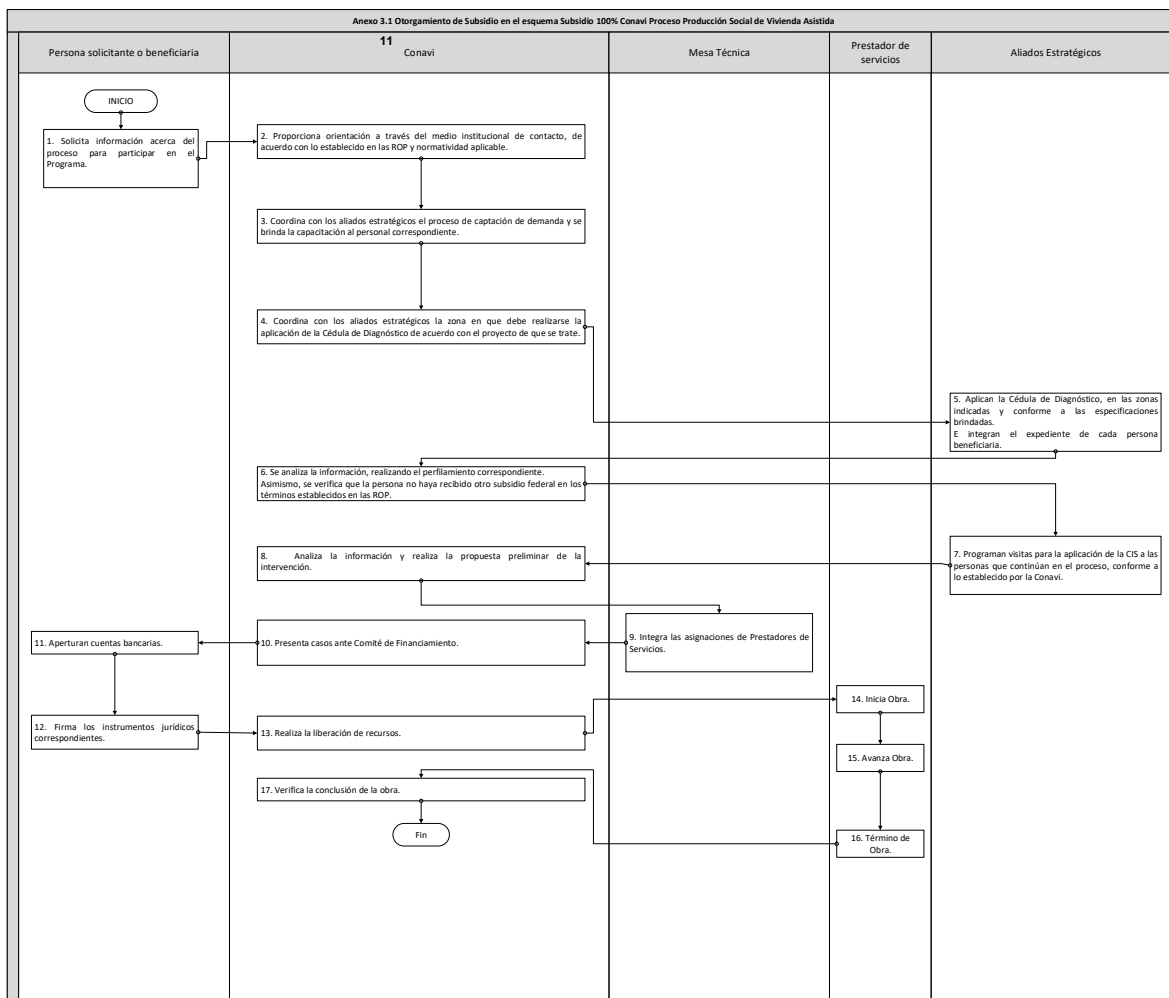 Anexo 3.1 Otorgamiento de Subsidio en el esquema Subsidio 100% Conavi Proceso Producción Social de Vivienda Asistida
Persona solicitante o beneficiaria
11
Conavi
Mesa Técnica
Prestador de
servicios
Aliados Estratégicos
INICIO
1. Solicita información acerca del
proceso para participar en el
Programa.
2. Proporciona orientación a través del medio institucional de contacto, de
acuerdo con lo establecido en las ROP y normatividad aplicable.
3. Coordina con los aliados estratégicos el proceso de captación de demanda y se
brinda la capacitación al personal correspondiente.
4. Coordina con los aliados estratégicos la zona en que debe realizarse la
aplicación de la Cédula de Diagnóstico de acuerdo con el proyecto de que se trate.
5. Aplican la Cédula de Diagnóstico, en las zonas
indicadas y conforme a las especificaciones
brindadas.
E integran el expediente de cada persona
beneficiaria.
6. Se analiza la información, realizando el perfilamiento correspondiente.
Asimismo, se verifica que la persona no haya recibido otro subsidio federal en los
términos establecidos en las ROP.
7. Programan visitas para la aplicación de la CIS a las
personas que continúan en el proceso, conforme a
lo establecido por la Conavi.
8. Analiza la información y realiza la propuesta preliminar de la
intervención.
9. Integra las asignaciones de Prestadores de
Servicios.
10. Presenta casos ante Comité de Financiamiento.
11. Aperturan cuentas bancarias.
12. Firma los instrumentos jurídicos
correspondientes.
13. Realiza la liberación de recursos.
14. Inicia Obra.
15. Avanza Obra.
16. Término de
Obra.
17. Verifica la conclusión de la obra.
Fin